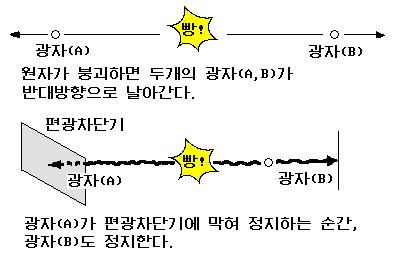 빵!
광자(A)
광자(B)
원자가 붕괴하면 두개의 광자(A,B)가
반대방향으로 날아간다.
편광차단기
빵!
광자(A)
광자(B)
광자(A)가 편광차단기에 막혀 정지하는 순간,
광자(B)도 정지한다.